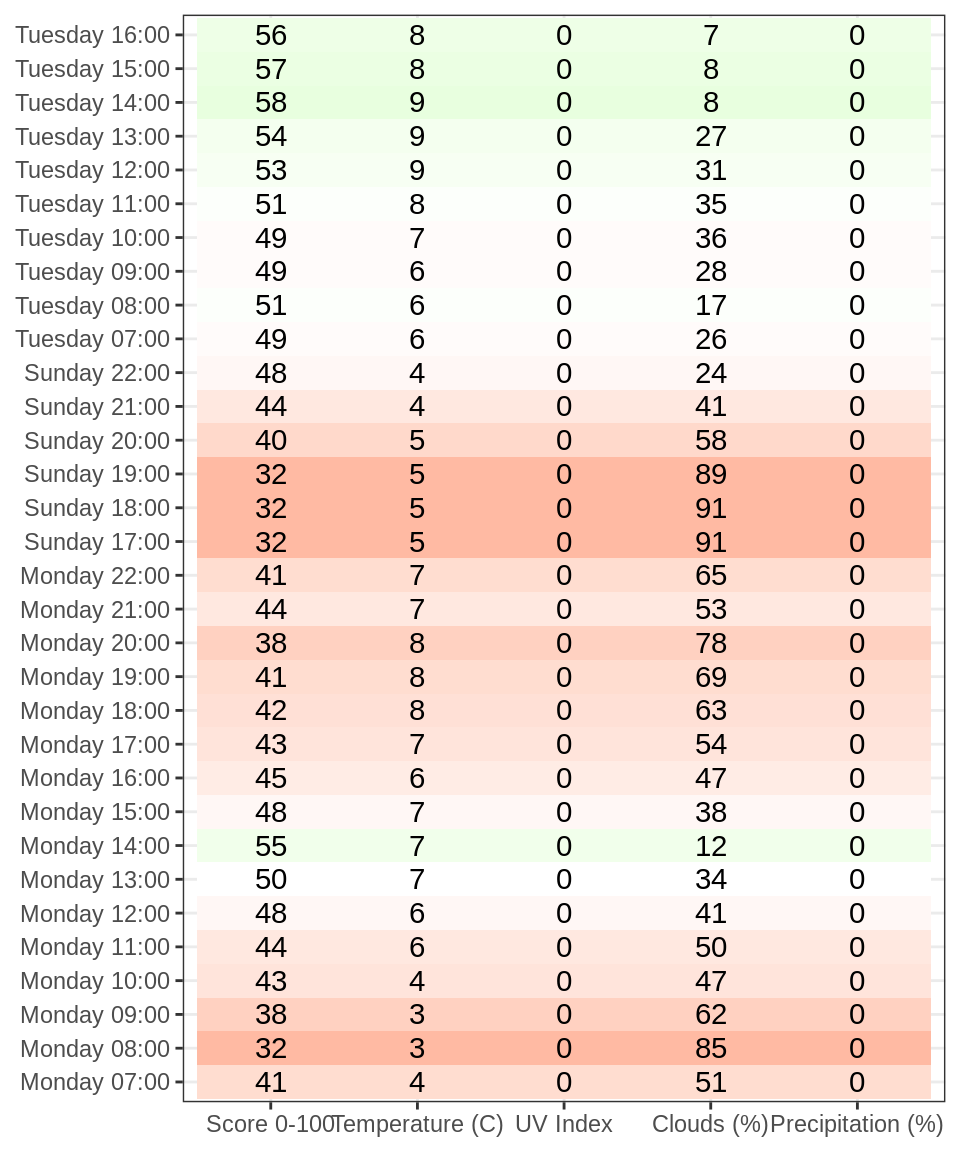 Tuesday 16:00 56 8 0 7 0
Tuesday 15:00 57 8 0 8 0
Tuesday 14:00 58 9 0 8 0
Tuesday 13:00 54 9 0 27 0
Tuesday 12:00 53 9 0 31 0
Tuesday 11:00 51 8 0 35 0
Tuesday 10:00 49 7 0 36 0
Tuesday 09:00 49 6 0 28 0
Tuesday 08:00 51 6 0 17 0
Tuesday 07:00 49 6 0 26 0
Sunday 22:00 48 4 0 24 0
Sunday 21:00 44 4 0 41 0
Sunday 20:00 40 5 0 58 0
Sunday 19:00 32 5 0 89 0
Sunday 18:00 32 5 0 91 0
Sunday 17:00 32 5 0 91 0
Monday 22:00 41 7 0 65 0
Monday 21:00 44 7 0 53 0
Monday 20:00 38 8 0 78 0
Monday 19:00 41 8 0 69 0
Monday 18:00 42 8 0 63 0
Monday 17:00 43 7 0 54 0
Monday 16:00 45 6 0 47 0
Monday 15:00 48 7 0 38 0
Monday 14:00 55 7 0 12 0
Monday 13:00 50 7 0 34 0
Monday 12:00 48 6 0 41 0
Monday 11:00 44 6 0 50 0
Monday 10:00 43 4 0 47 0
Monday 09:00 38 3 0 62 0
Monday 08:00 32 3 0 85 0
Monday 07:00 41 4 0 51 0
Score 0-100 Temperature (C) UV Index Clouds (%) Precipitation (%)